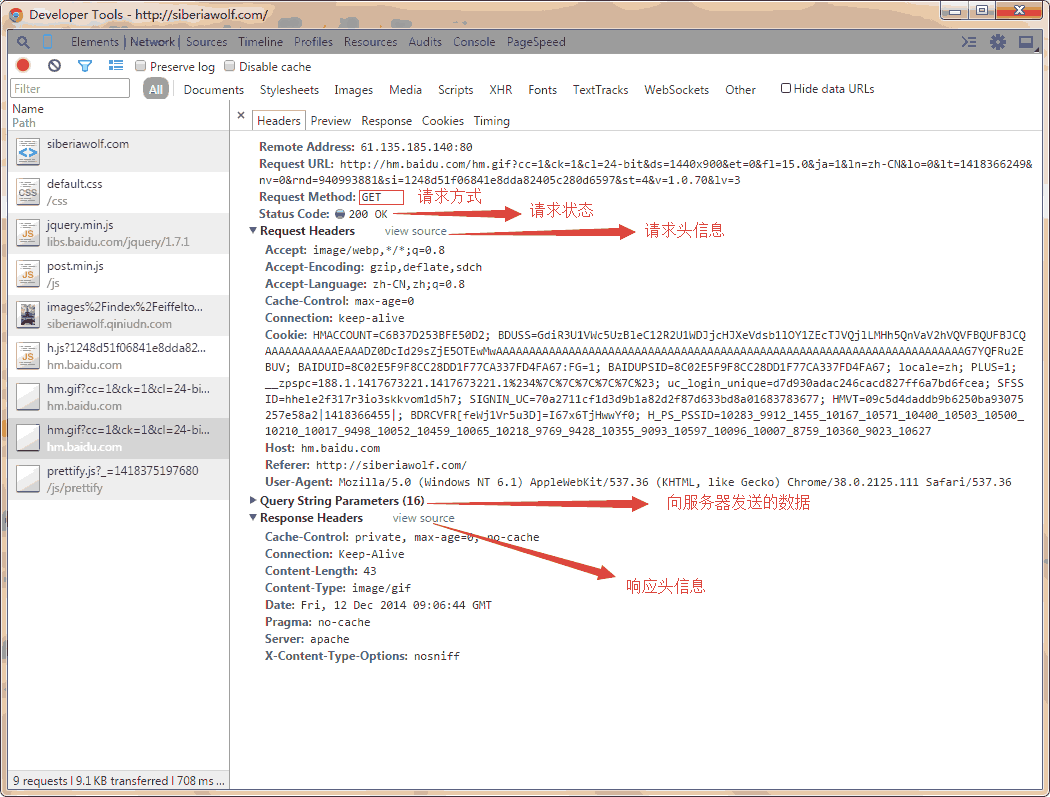 Developer Tools - http://siberiawolf.com/
Elements Network Sources Timeline Profiles Resources Audits Console PageSpeed
Preserve log Disable cache
Filter All Documents Stylesheets Images Media Scripts XHR Fonts TextTracks WebSockets Other Hide data URLs
Name
Path
siberiawolf.com
default.css
/css
jquery.min.js
libs.baidu.com/jquery/1.7.1
post.min.js
/js
images%2Findex%2Feiffelto...
siberiawolf.qiniudn.com
h.js?1248d51f06841e8dda82...
hm.baidu.com
hm.gif?cc=1&ck=1&cl=24-bi...
hm.baidu.com
hm.gif?cc=1&ck=1&cl=24-bi...
hm.baidu.com
prettify.js?_=1418375197680
/js/prettify
9 requests | 9.1 KB transferred | 708 ms ...
× Headers Preview Response Cookies Timing
Remote Address: 61.135.185.140:80
Request URL: http://hm.baidu.com/hm.gif?cc=1&ck=1&cl=24-bit&ds=1440x900&et=0&fl=15.0&ja=1&ln=zh-CN&lo=0&lt=1418366249&
nv=0&rnd=940993881&si=1248d51f06841e8dda82405c280d6597&st=4&v=1.0.70&lv=3
Request Method: GET 请求方式
Status Code: 200 OK 请求状态
Request Headers view source 请求头信息
Accept: image/webp,*/*;q=0.8
Accept-Encoding: gzip,deflate,sdch
Accept-Language: zh-CN,zh;q=0.8
Cache-Control: max-age=0
Connection: keep-alive
Cookie: HMACCOUNT=C6B37D253BFE50D2; BDUSS=GdiR3U1VWc5UzBleC12R2U1WDJjcHJXeVdsb1lOY1ZEcTJVQjlLMHh5QnVaV2hVQVFBQUFBJCQ
BUV; BAIDUID=8C02E5F9F8CC28DD1F77CA337FD4FA67:FG=1; BAIDUPSID=8C02E5F9F8CC28DD1F77CA337FD4FA67; locale=zh; PLUS=1;
__zpspc=188.1.1417673221.1417673221.1%234%7C%7C%7C%7C%7C%23; uc_login_unique=d7d930adac246cacd827ff6a7bd6fcea; SFSS
ID=hhele2f317r3io3skkvom1d5h7; SIGNIN_UC=70a2711cf1d3d9b1a82d2f87d633bd8a01683783677; HMVT=09c5d4daddb9b6250ba93075
257e58a2|1418366455|; BDRCVFR[feWj1Vr5u3D]=I67x6TjHwwYf0; H_PS_PSSID=10283_9912_1455_10167_10571_10400_10503_10500_
10210_10017_9498_10052_10459_10065_10218_9769_9428_10355_9093_10597_10096_10007_8759_10360_9023_10627
Host: hm.baidu.com
Referer: http://siberiawolf.com/
User-Agent: Mozilla/5.0 (Windows NT 6.1) AppleWebKit/537.36 (KHTML, like Gecko) Chrome/38.0.2125.111 Safari/537.36
Query String Parameters (16) 向服务器发送的数据
Response Headers view source
Cache-Control: private, max-age=0, no-cache
Connection: Keep-Alive
Content-Length: 43
Content-Type: image/gif 响应头信息
Date: Fri, 12 Dec 2014 09:06:44 GMT
Pragma: no-cache
Server: apache
X-Content-Type-Options: nosniff